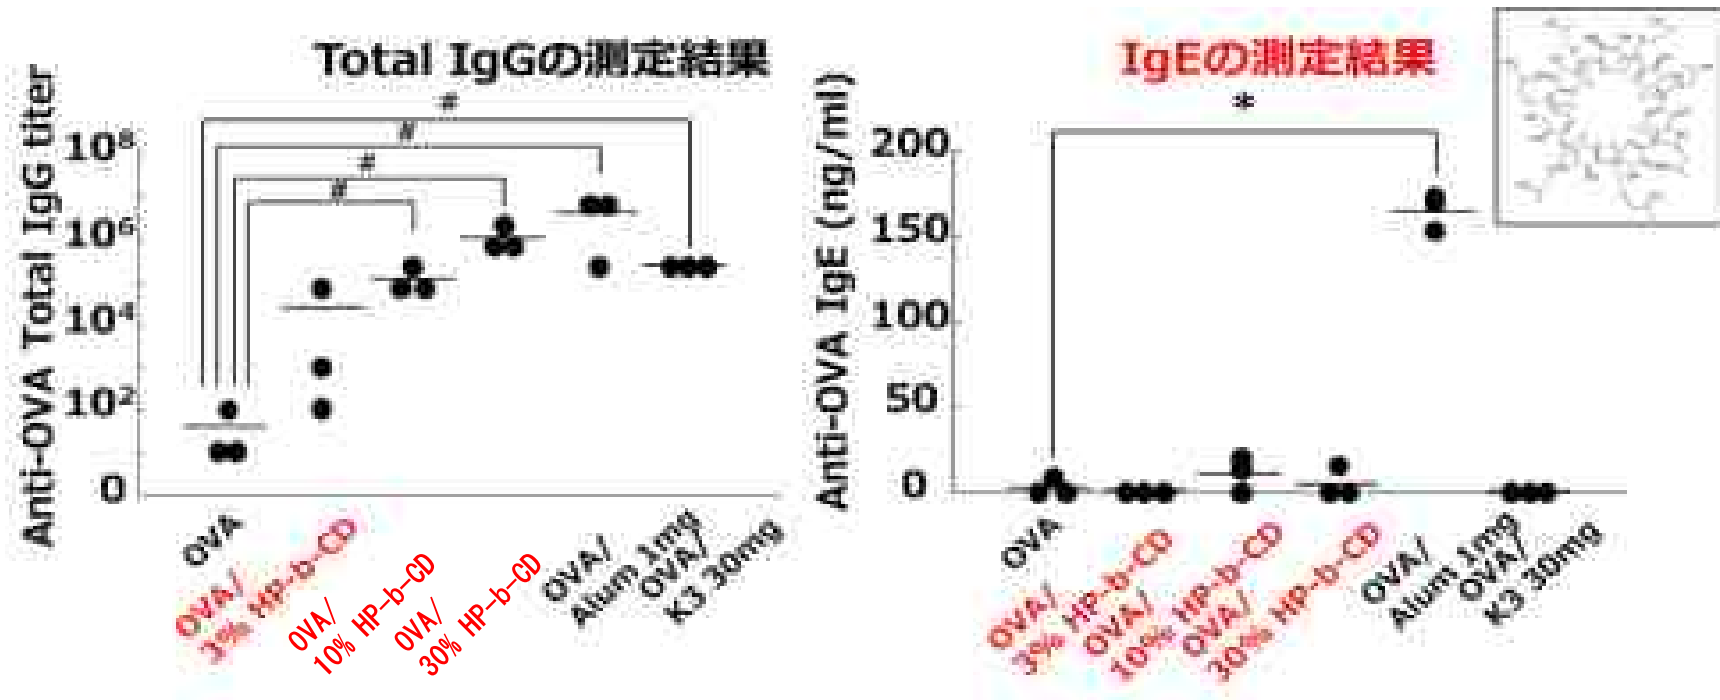 Total IgGの測定結果
Anti-OVA Total IgG titer
10⁸
10⁶
10⁴
10²
0
#
#
#
#
OVA
OVA/
3% HP-b-CD
OVA/
10% HP-b-CD
OVA/
30% HP-b-CD
OVA/
Alum 1mg
OVA/
K3 30mg
IgEの測定結果
Anti-OVA IgE (ng/ml)
200
150
100
50
0
*
OVA
OVA/
3% HP-b-CD
OVA/
10% HP-b-CD
OVA/
30% HP-b-CD
OVA/
Alum 1mg
OVA/
K3 30mg